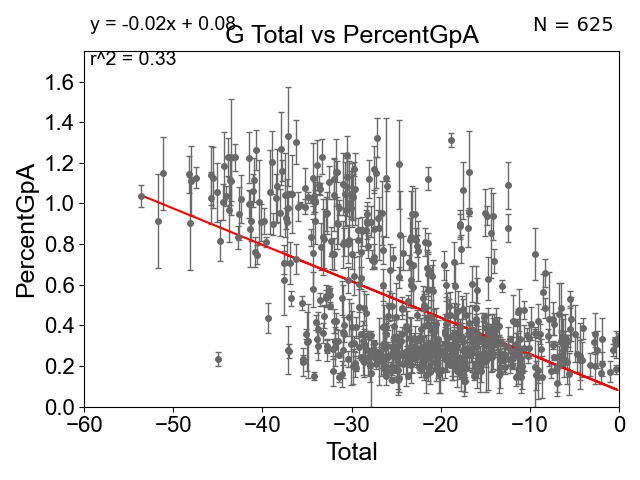 y = -0.02x + 0.08
N = 625
G Total vs PercentGpA
r^2 = 0.33
PercentGpA
1.6
1.4
1.2
1.0
0.8
0.6
0.4
0.2
0.0
−60 −50 −40 −30 −20 −10 0
Total